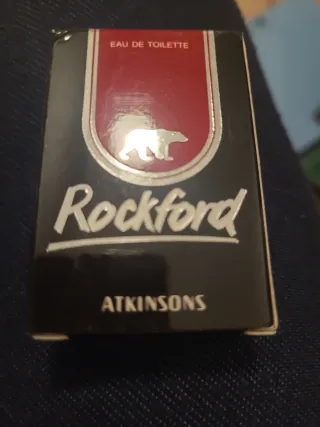 EAU DE TOILETTE
Rockford
ATKINSONS